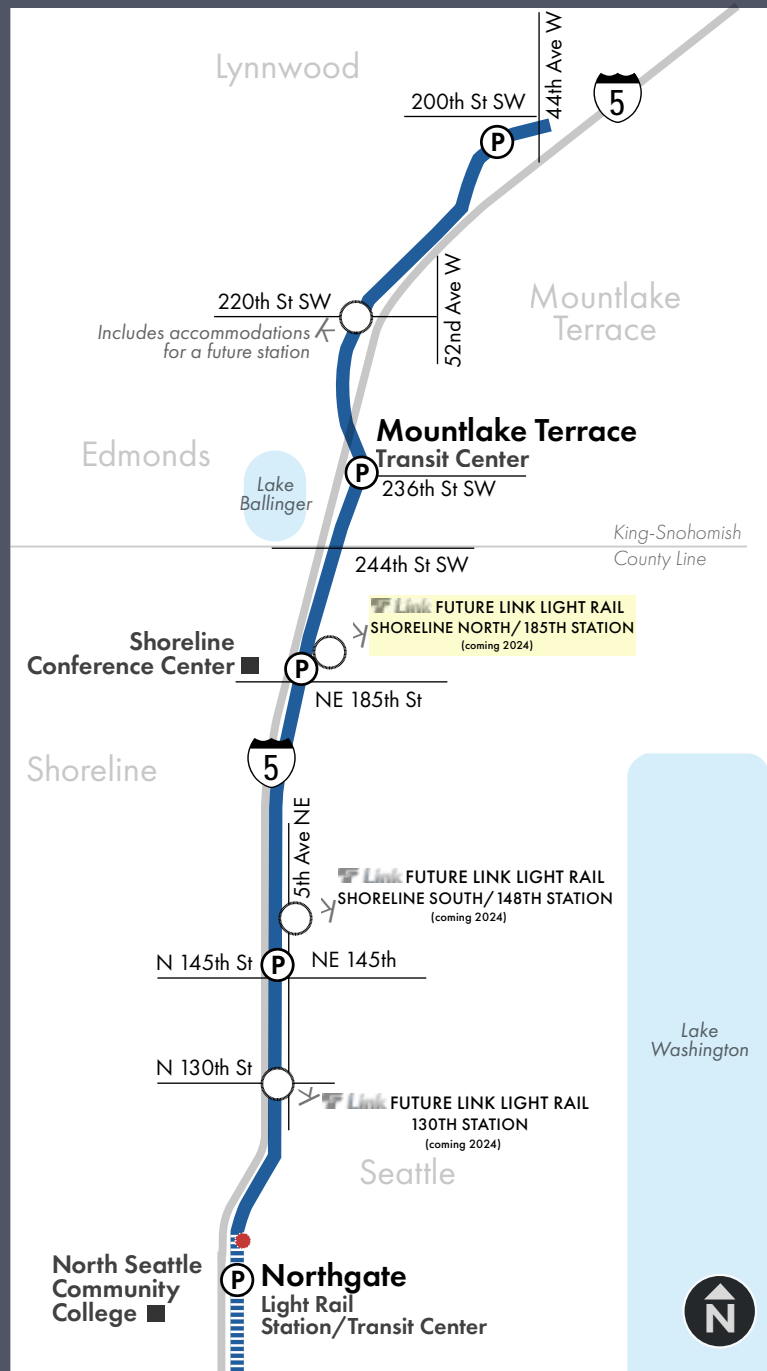 Lynnwood
44th Ave W
5
200th St SW
P
220th St SW
52nd Ave W
Mountlake
Terrace
Includes accommodations
for a future station
Edmonds
Mountlake Terrace
Transit Center
P
236th St SW
Lake
Ballinger
King-Snohomish
County Line
244th St SW
Link FUTURE LINK LIGHT RAIL
SHORELINE NORTH/185TH STATION
(coming 2024)
Shoreline
Conference Center
P
NE 185th St
5
Shoreline
5th Ave NE
Link FUTURE LINK LIGHT RAIL
SHORELINE SOUTH/148TH STATION
(coming 2024)
N 145th St
P
NE 145th
Lake
Washington
N 130th St
Link FUTURE LINK LIGHT RAIL
130TH STATION
(coming 2024)
Seattle
North Seattle
Community
College
P
Northgate
Light Rail
Station/Transit Center
N